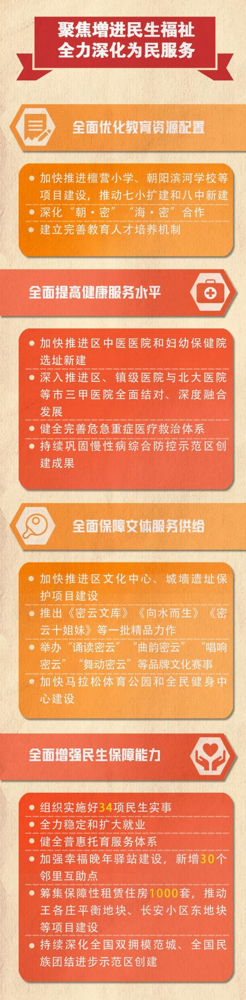 聚焦增进民生福祉
全力深化为民服务
全面优化教育资源配置
加快推进檀营小学、朝阳滨河学校等
项目建设，推动七小扩建和八中新建
深化“朝·密”“海·密”合作
建立完善教育人才培养机制
全面提高健康服务水平
加快推进区中医医院和妇幼保健院
选址新建
深入推进区、镇级医院与北大医院
等市三甲医院全面结对、深度融合
发展
健全完善危急重症医疗救治体系
持续巩固慢性病综合防控示范区创
建成果
全面保障文体服务供给
加快推进区文化中心、城墙遗址保
护项目建设
推出《密云文库》《向水而生》《密
云十姐妹》等一批精品力作
举办“诵读密云”“曲韵密云”“唱响
密云”“舞动密云”等品牌文化赛事
加快马拉松体育公园和全民健身中
心建设
全面增强民生保障能力
组织实施好34项民生实事
全力稳定和扩大就业
健全普惠托育服务体系
加强幸福晚年驿站建设，新增30个
邻里互助点
筹集保障性租赁住房1000套，推动
王各庄平衡地块、长安小区东地块
等项目建设
持续深化全国双拥模范城、全国民
族团结进步示范区创建